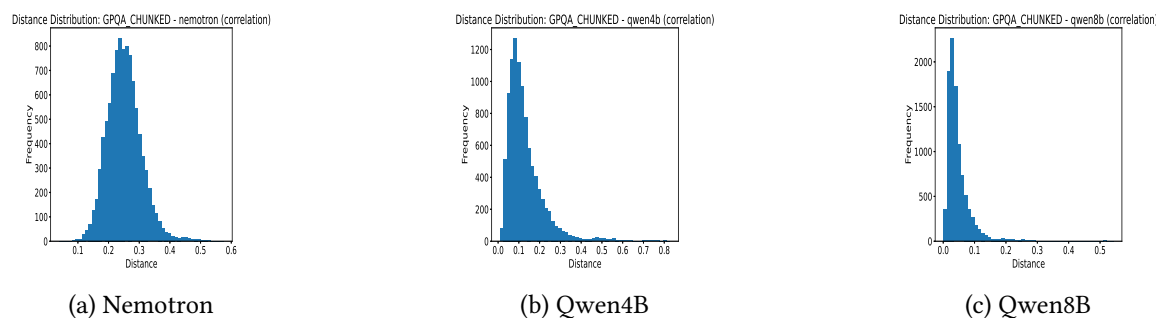 Distance Distribution: GPQA_CHUNKED - nemotron (correlation)
800
700
600
500
400
300
200
100
0
Frequency
0.1 0.2 0.3 0.4 0.5 0.6
Distance
(a) Nemotron
Distance Distribution: GPQA_CHUNKED - qwen4b (correlation)
1200
1000
800
600
400
200
0
Frequency
0.0 0.1 0.2 0.3 0.4 0.5 0.6 0.7 0.8
Distance
(b) Qwen4B
Distance Distribution: GPQA_CHUNKED - qwen8b (correlation)
2000
1500
1000
500
0
Frequency
0.0 0.1 0.2 0.3 0.4 0.5
Distance
(c) Qwen8B